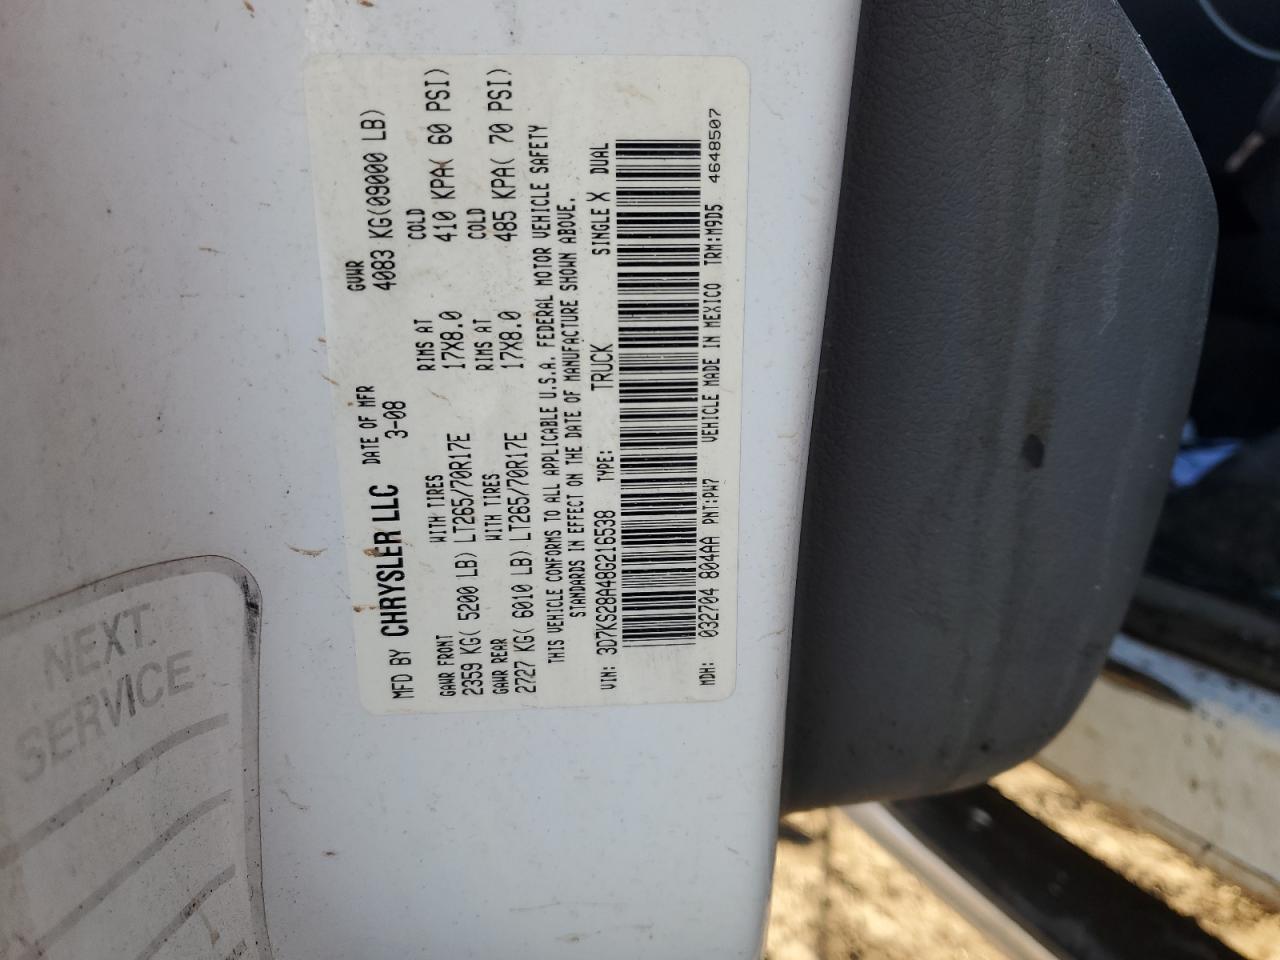 MFD BY CHRYSLER LLC DATE OF MFR 3-08 GVWR 4083 KG(09000 LB)
GAWR FRONT WITH TIRES RIMS AT COLD
2359 KG( 5200 LB) LT265/70R17E 17X8.0 410 KPA( 60 PSI)
GAWR REAR WITH TIRES RIMS AT COLD
2727 KG( 6010 LB) LT265/70R17E 17X8.0 485 KPA( 70 PSI)
THIS VEHICLE CONFORMS TO ALL APPLICABLE U.S.A. FEDERAL MOTOR VEHICLE SAFETY
STANDARDS IN EFFECT ON THE DATE OF MANUFACTURE SHOWN ABOVE.
VIN: 3D7KS28A48G216538 TYPE: TRUCK SINGLE X DUAL
MDH: 032704 804AA PNT:PW7 VEHICLE MADE IN MEXICO TRM:M9D5 4648507
NEXT
SERVICE